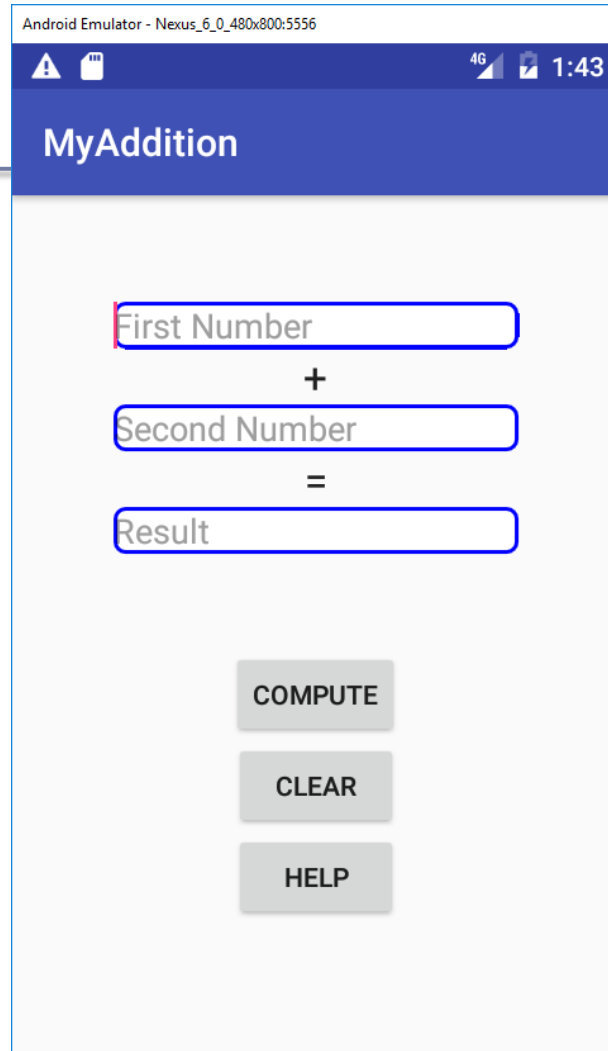 Android Emulator - Nexus_6_0_480x800:5556
4G 1:43
MyAddition
First Number
+
Second Number
=
Result
COMPUTE
CLEAR
HELP